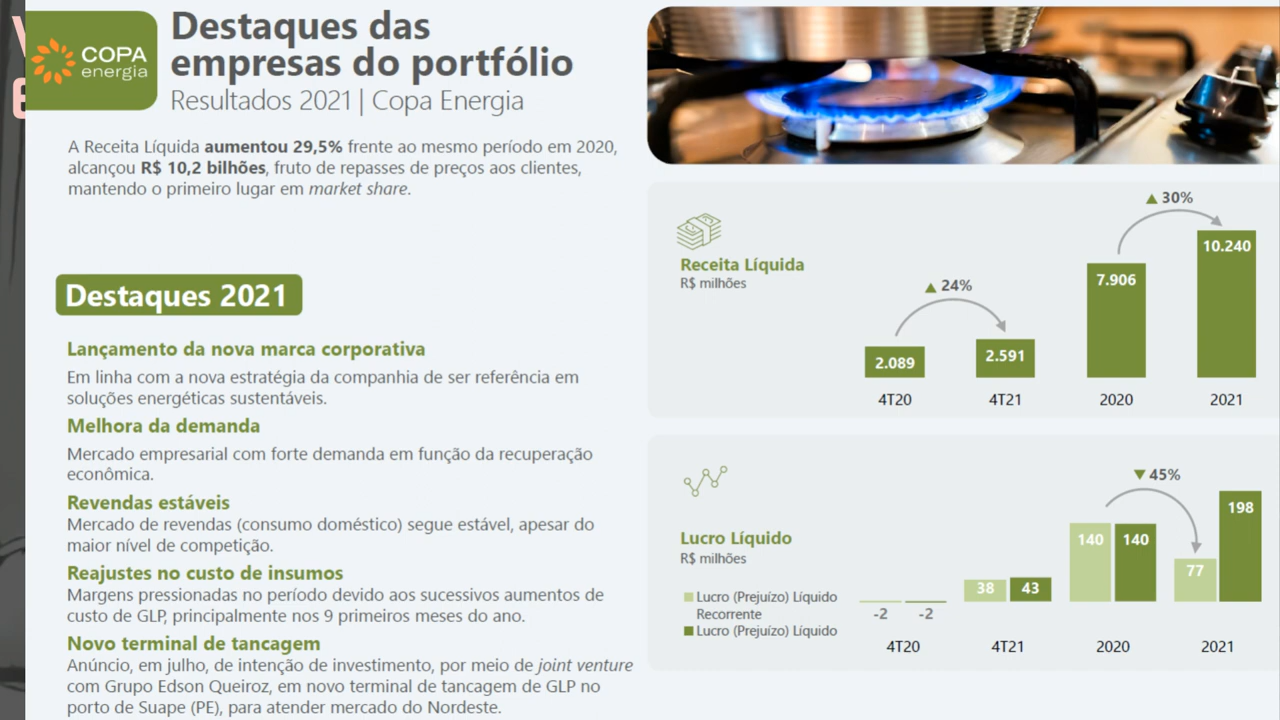 COPA
energia
Destaques das
empresas do portfólio
Resultados 2021 | Copa Energia
A Receita Líquida aumentou 29,5% frente ao mesmo período em 2020,
alcançou R$ 10,2 bilhões, fruto de repasses de preços aos clientes,
mantendo o primeiro lugar em market share.
Destaques 2021
Lançamento da nova marca corporativa
Em linha com a nova estratégia da companhia de ser referência em
soluções energéticas sustentáveis.
Melhora da demanda
Mercado empresarial com forte demanda em função da recuperação
econômica.
Revendas estáveis
Mercado de revendas (consumo doméstico) segue estável, apesar do
maior nível de competição.
Reajustes no custo de insumos
Margens pressionadas no período devido aos sucessivos aumentos de
custo de GLP, principalmente nos 9 primeiros meses do ano.
Novo terminal de tancagem
Anúncio, em julho, de intenção de investimento, por meio de joint venture
com Grupo Edson Queiroz, em novo terminal de tancagem de GLP no
porto de Suape (PE), para atender mercado do Nordeste.
Receita Líquida
R$ milhões
▲ 24%
▲ 30%
2.089
2.591
7.906
10.240
4T20
4T21
2020
2021
Lucro Líquido
R$ milhões
Lucro (Prejuízo) Líquido
Recorrente
Lucro (Prejuízo) Líquido
▼ 45%
-2
-2
38
43
140
140
77
198
4T20
4T21
2020
2021